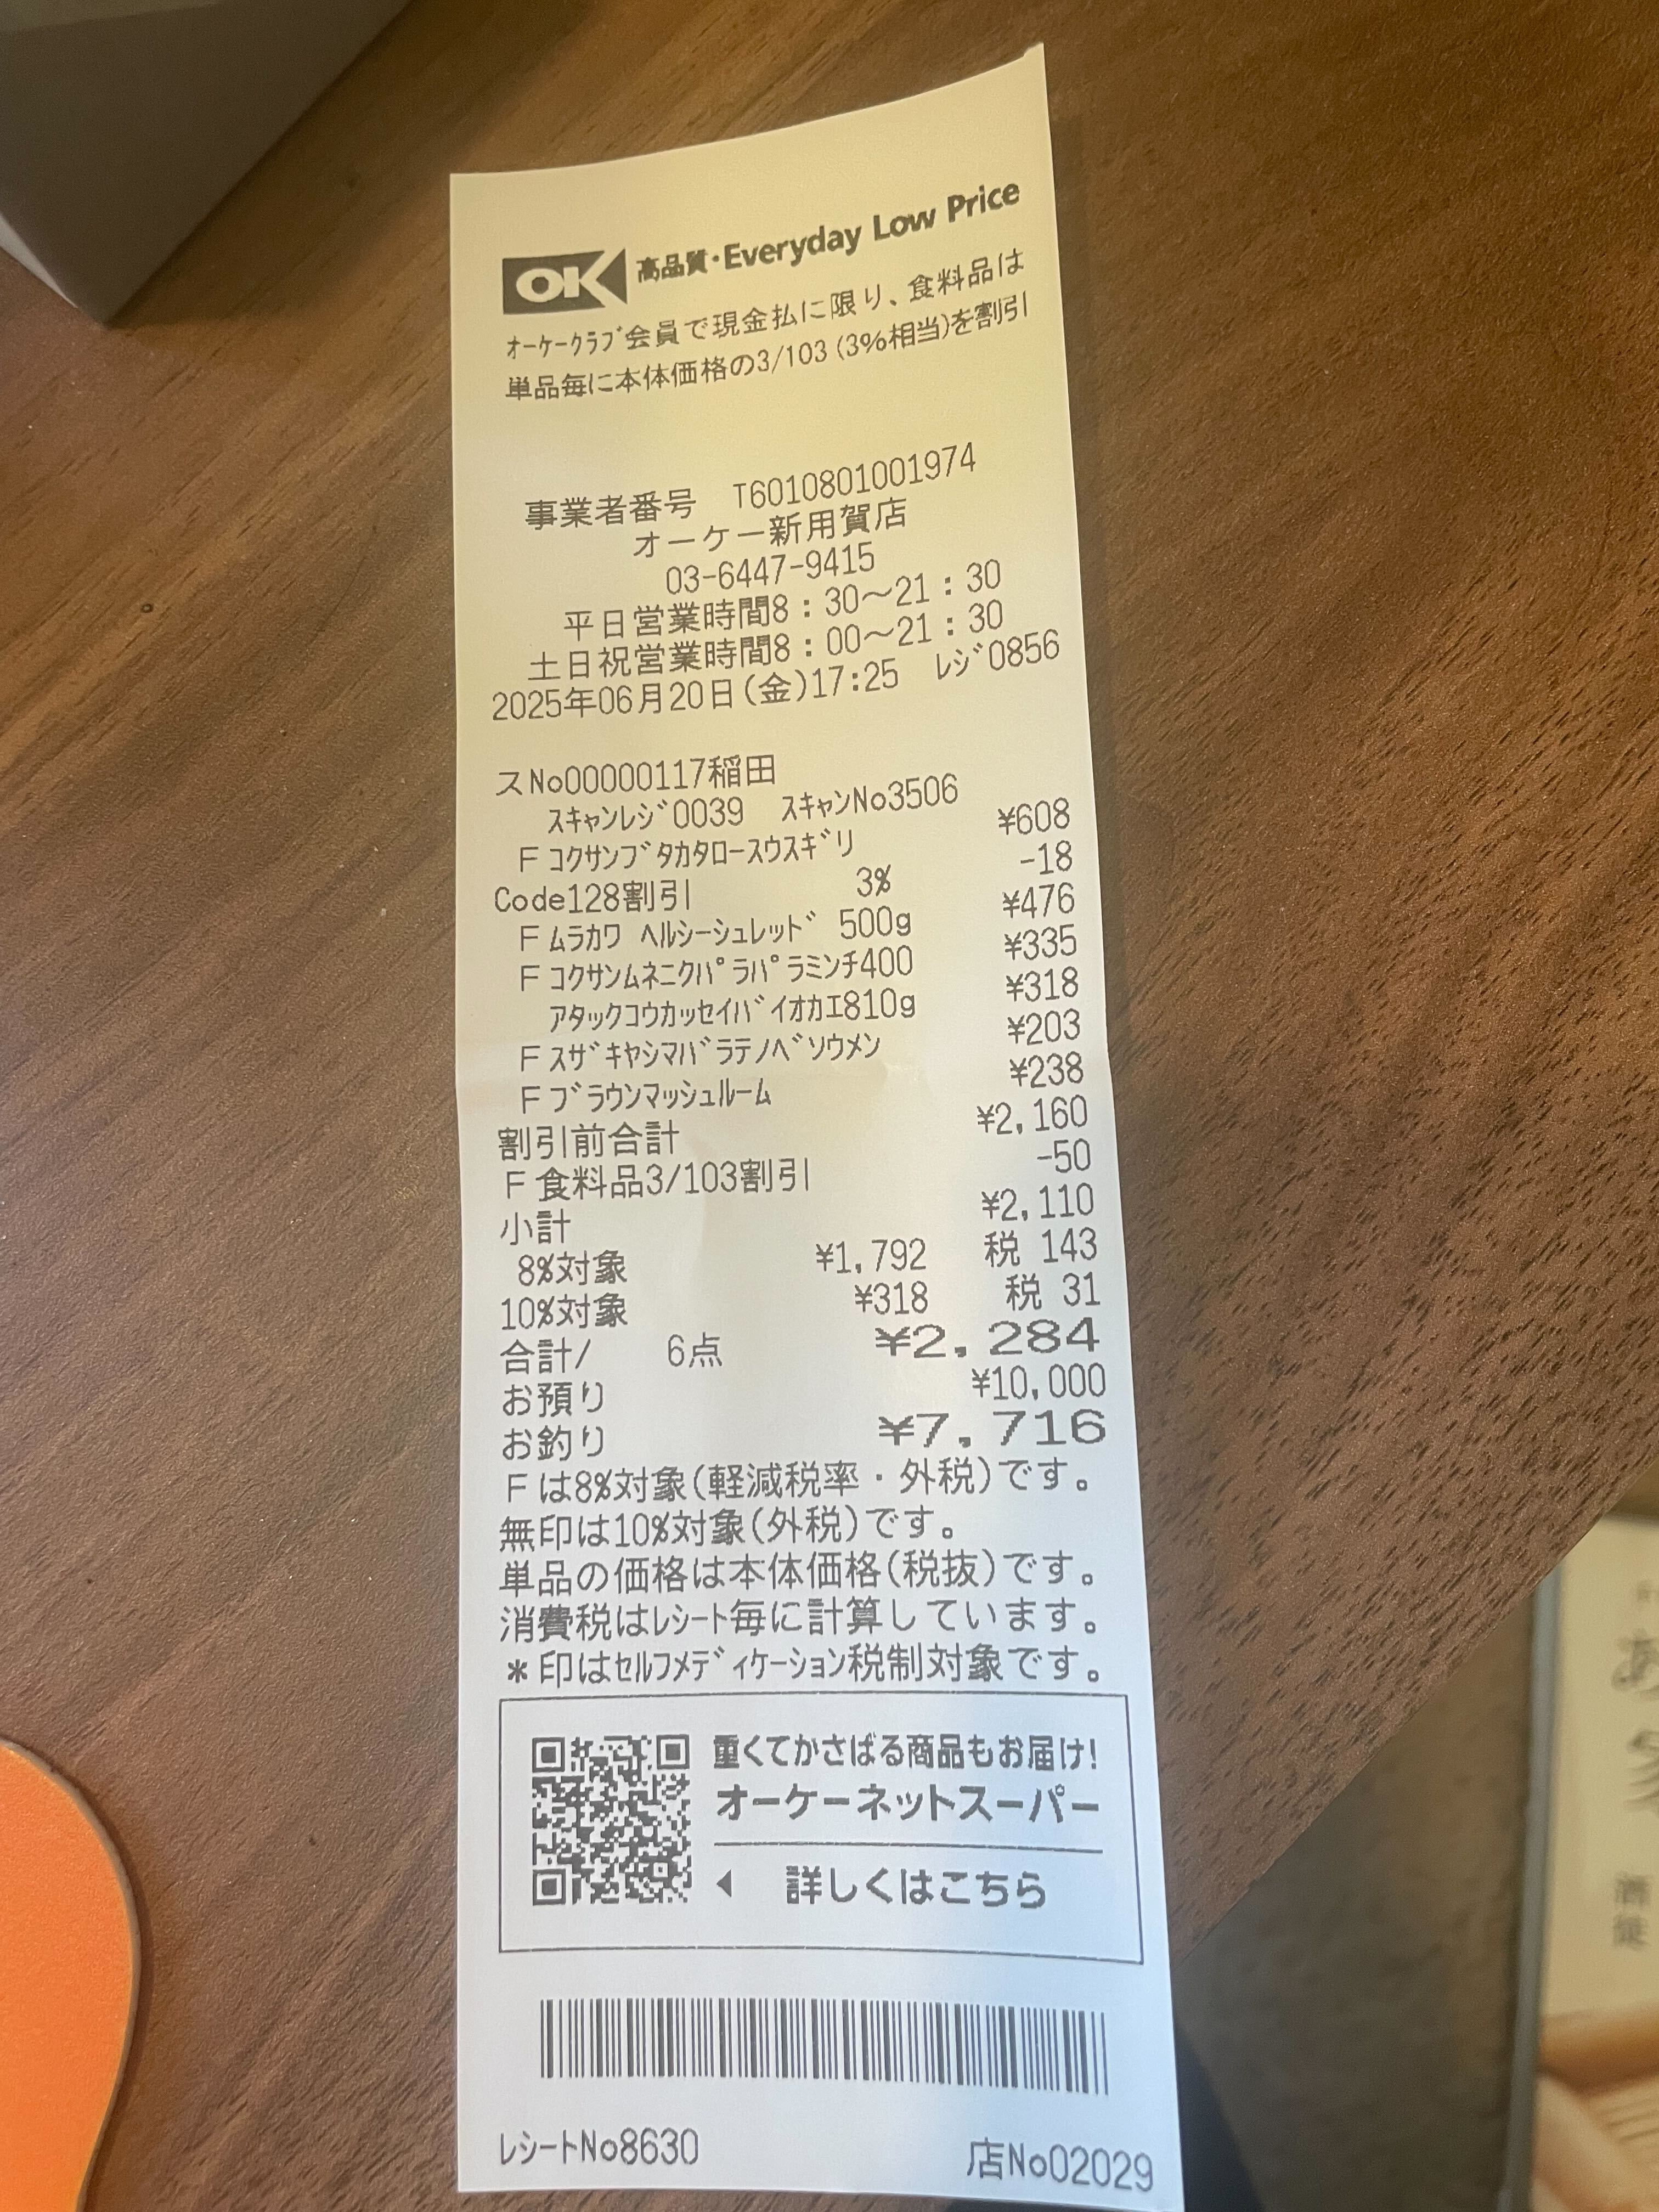 OK 高品質・Everyday Low Price
ｵｰｹｰｸﾗﾌﾞ会員で現金払に限り、食料品は
単品毎に本体価格の3/103（3%相当）を割引
事業者番号　T6010801001974
オーケー新用賀店
03-6447-9415
平日営業時間8：30～21：30
土日祝営業時間8：00～21：30
2025年06月20日(金)17:25　ﾚｼﾞ0856
スNo00000117稲田
ｽｷｬﾝﾚｼﾞ0039　ｽｷｬﾝNo3506
F ｺｸｻﾝﾌﾞﾀｶﾀﾛｰｽｳｽｷﾞﾘ ¥608
Code128割引 3% -18
F ﾑﾗｶﾜ ﾍﾙｼｰｼｭﾚｯﾄﾞ 500g ¥476
F ｺｸｻﾝﾑﾈﾆｸﾊﾟﾗﾊﾟﾗﾐﾝﾁ400 ¥335
ｱﾀｯｸｺｳｶｯｾｲﾊﾞｲｵｶｴ810g ¥318
F ｽｻﾞｷﾔｼﾏﾊﾞﾗﾃﾉﾍﾞｿｳﾒﾝ ¥203
F ﾌﾞﾗｳﾝﾏｯｼｭﾙｰﾑ ¥238
割引前合計 ¥2,160
F 食料品3/103割引 -50
小計 ¥2,110
8%対象 ¥1,792 税 143
10%対象 ¥318 税 31
合計/ 6点 ¥2,284
お預り ¥10,000
お釣り ¥7,716
Fは8%対象(軽減税率・外税)です。
無印は10%対象(外税)です。
単品の価格は本体価格(税抜)です。
消費税はﾚｼｰﾄ毎に計算しています。
＊印はｾﾙﾌﾒﾃﾞｨｹｰｼｮﾝ税制対象です。
重くてかさばる商品もお届け！
オーケーネットスーパー
◀ 詳しくはこちら
ﾚｼｰﾄNo8630 店No02029